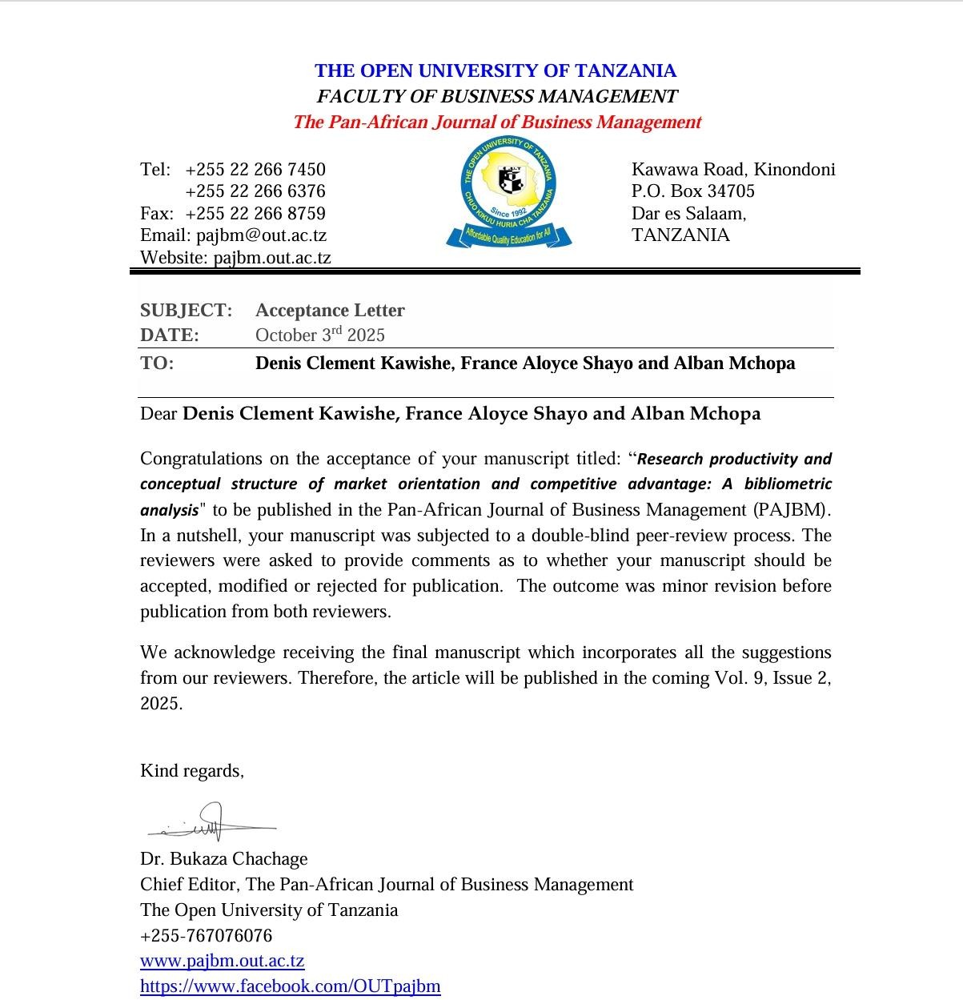 THE OPEN UNIVERSITY OF TANZANIA
FACULTY OF BUSINESS MANAGEMENT
The Pan-African Journal of Business Management
Tel: +255 22 266 7450
+255 22 266 6376
Fax: +255 22 266 8759
Email: pajbm@out.ac.tz
Website: pajbm.out.ac.tz
THE OPEN UNIVERSITY OF TANZANIA
CHUO KIKUU HURIA CHA TANZANIA
Since 1992
Affordable Quality Education for All
Kawawa Road, Kinondoni
P.O. Box 34705
Dar es Salaam,
TANZANIA
SUBJECT: Acceptance Letter
DATE: October 3rd 2025
TO: Denis Clement Kawishe, France Aloyce Shayo and Alban Mchopa
Dear Denis Clement Kawishe, France Aloyce Shayo and Alban Mchopa
Congratulations on the acceptance of your manuscript titled: “Research productivity and
conceptual structure of market orientation and competitive advantage: A bibliometric
analysis" to be published in the Pan-African Journal of Business Management (PAJBM).
In a nutshell, your manuscript was subjected to a double-blind peer-review process. The
reviewers were asked to provide comments as to whether your manuscript should be
accepted, modified or rejected for publication.  The outcome was minor revision before
publication from both reviewers.
We acknowledge receiving the final manuscript which incorporates all the suggestions
from our reviewers. Therefore, the article will be published in the coming Vol. 9, Issue 2,
2025.
Kind regards,
Dr. Bukaza Chachage
Chief Editor, The Pan-African Journal of Business Management
The Open University of Tanzania
+255-767076076
www.pajbm.out.ac.tz
https://www.facebook.com/OUTpajbm